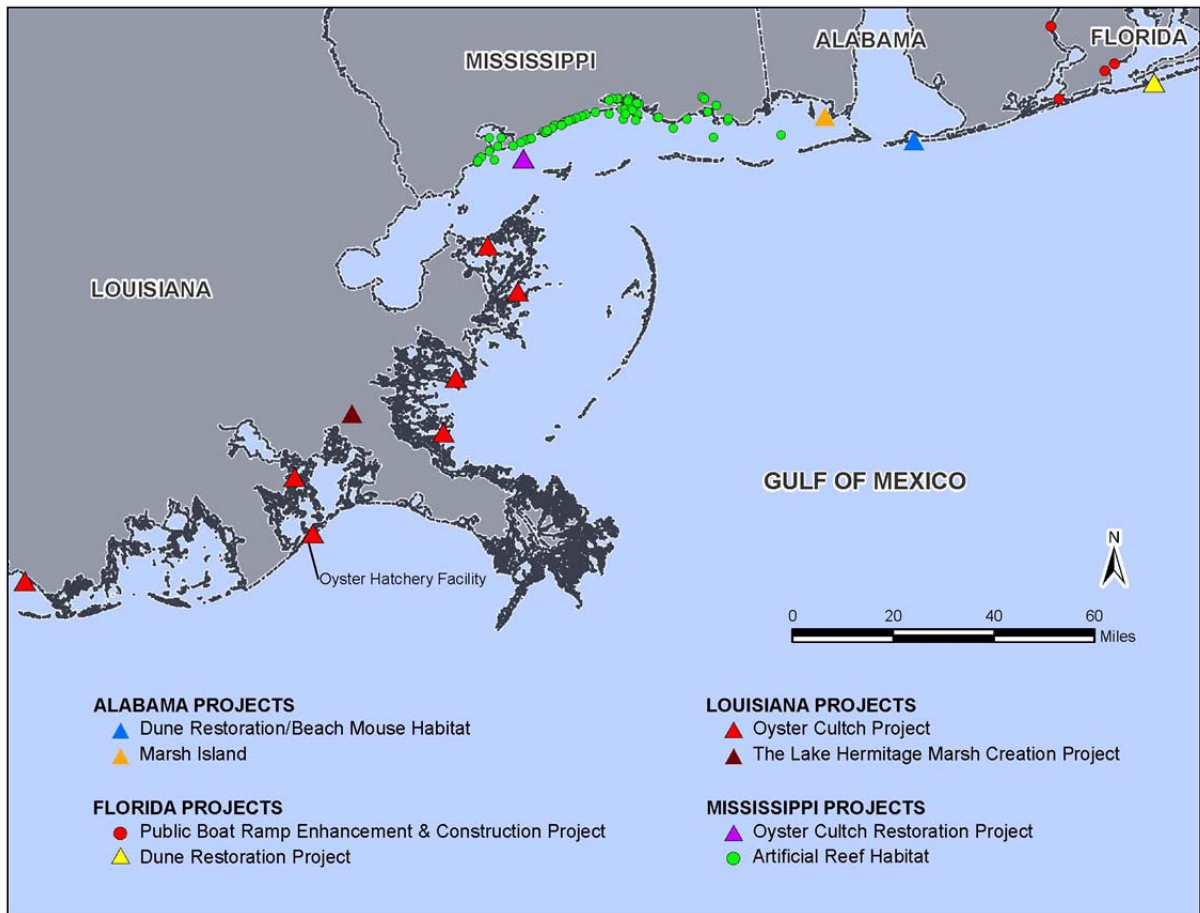 MISSISSIPPI
ALABAMA
FLORIDA
LOUISIANA
GULF OF MEXICO
Oyster Hatchery Facility
N
0 20 40 60
Miles
ALABAMA PROJECTS
Dune Restoration/Beach Mouse Habitat
Marsh Island
FLORIDA PROJECTS
Public Boat Ramp Enhancement & Construction Project
Dune Restoration Project
LOUISIANA PROJECTS
Oyster Cultch Project
The Lake Hermitage Marsh Creation Project
MISSISSIPPI PROJECTS
Oyster Cultch Restoration Project
Artificial Reef Habitat